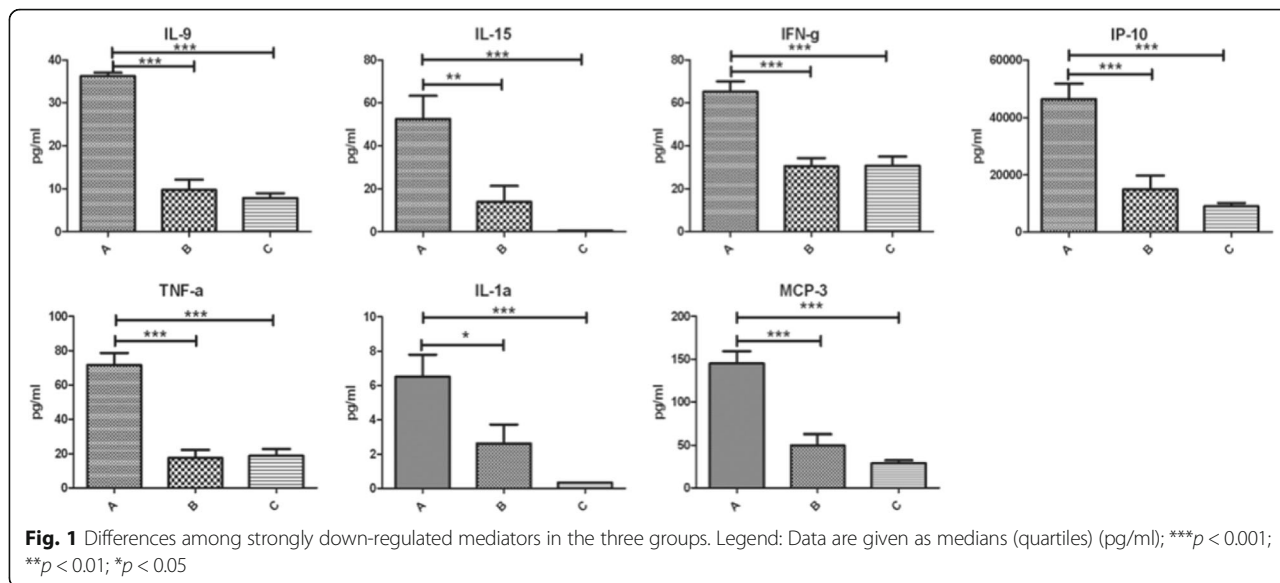 IL-9
***
***
40
30
20
10
0
pg/ml
A
B
C
IL-15
***
**
80
60
40
20
0
pg/ml
A
B
C
IFN-g
***
***
80
60
40
20
0
pg/ml
A
B
C
IP-10
***
***
60000
40000
20000
0
pg/ml
A
B
C
TNF-a
***
***
100
80
60
40
20
0
pg/ml
A
B
C
IL-1a
***
*
10
8
6
4
2
0
pg/ml
A
B
C
MCP-3
***
***
200
150
100
50
0
pg/ml
A
B
C
Fig. 1 Differences among strongly down-regulated mediators in the three groups. Legend: Data are given as medians (quartiles) (pg/ml); ***p < 0.001;
**p < 0.01; *p < 0.05